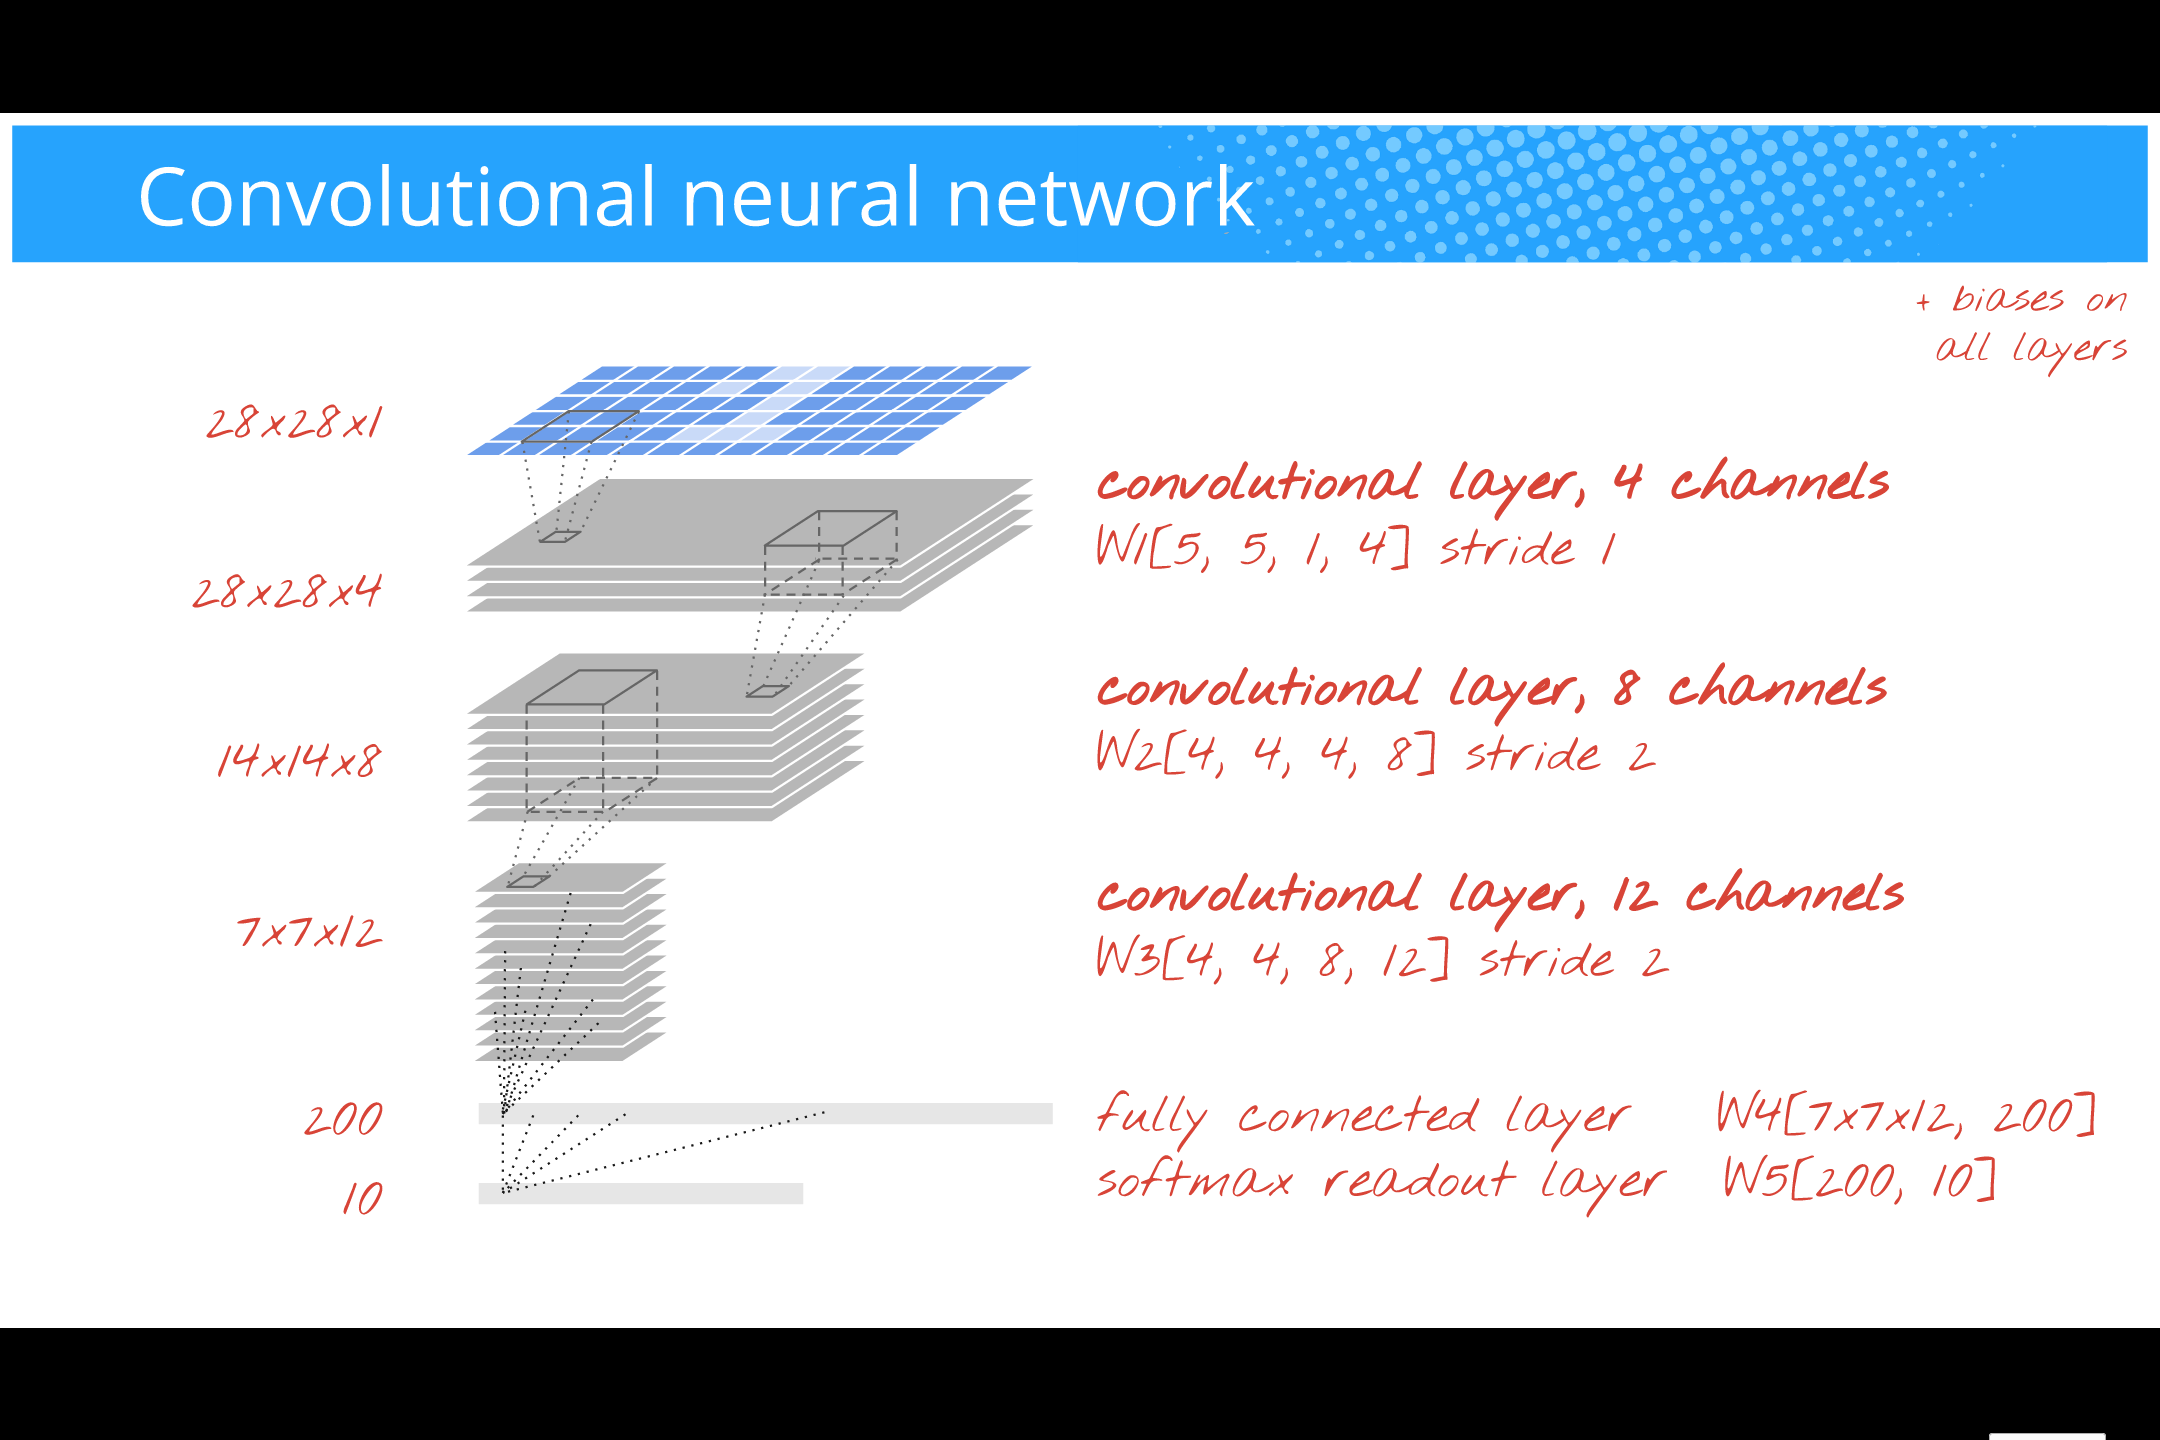 Convolutional neural network
+ biases on
all layers
28x28x1
convolutional layer, 4 channels
W1[5, 5, 1, 4] stride 1
28x28x4
convolutional layer, 8 channels
W2[4, 4, 4, 8] stride 2
14x14x8
convolutional layer, 12 channels
W3[4, 4, 8, 12] stride 2
7x7x12
200
fully connected layer W4[7x7x12, 200]
softmax readout layer W5[200, 10]
10